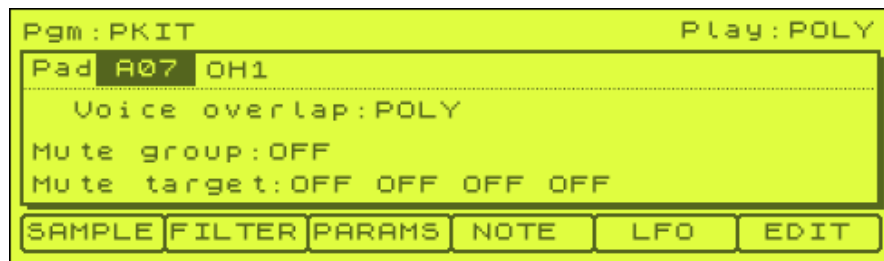 Pgm:PKIT Play:POLY
Pad A07 OH1
Voice overlap:POLY
Mute group:OFF
Mute target:OFF OFF OFF OFF
SAMPLE FILTER PARAMS NOTE LFO EDIT